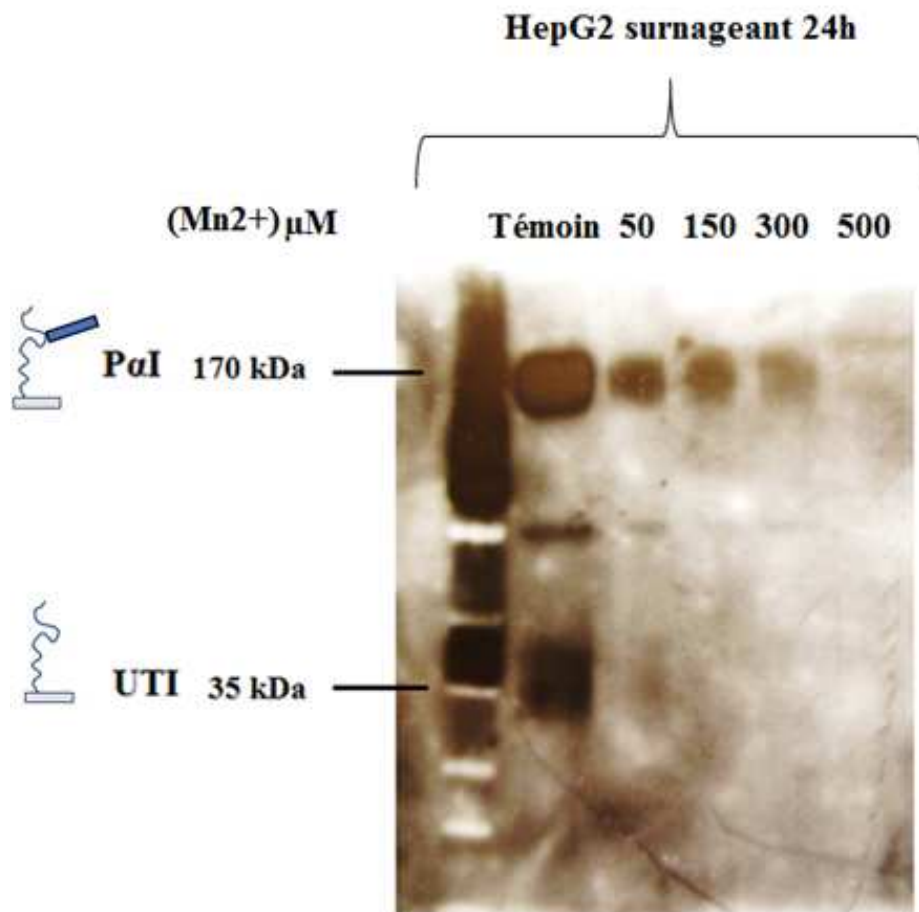 HepG2 surnageant 24h
(Mn2+) µM Témoin 50 150 300 500
PαI 170 kDa
UTI 35 kDa